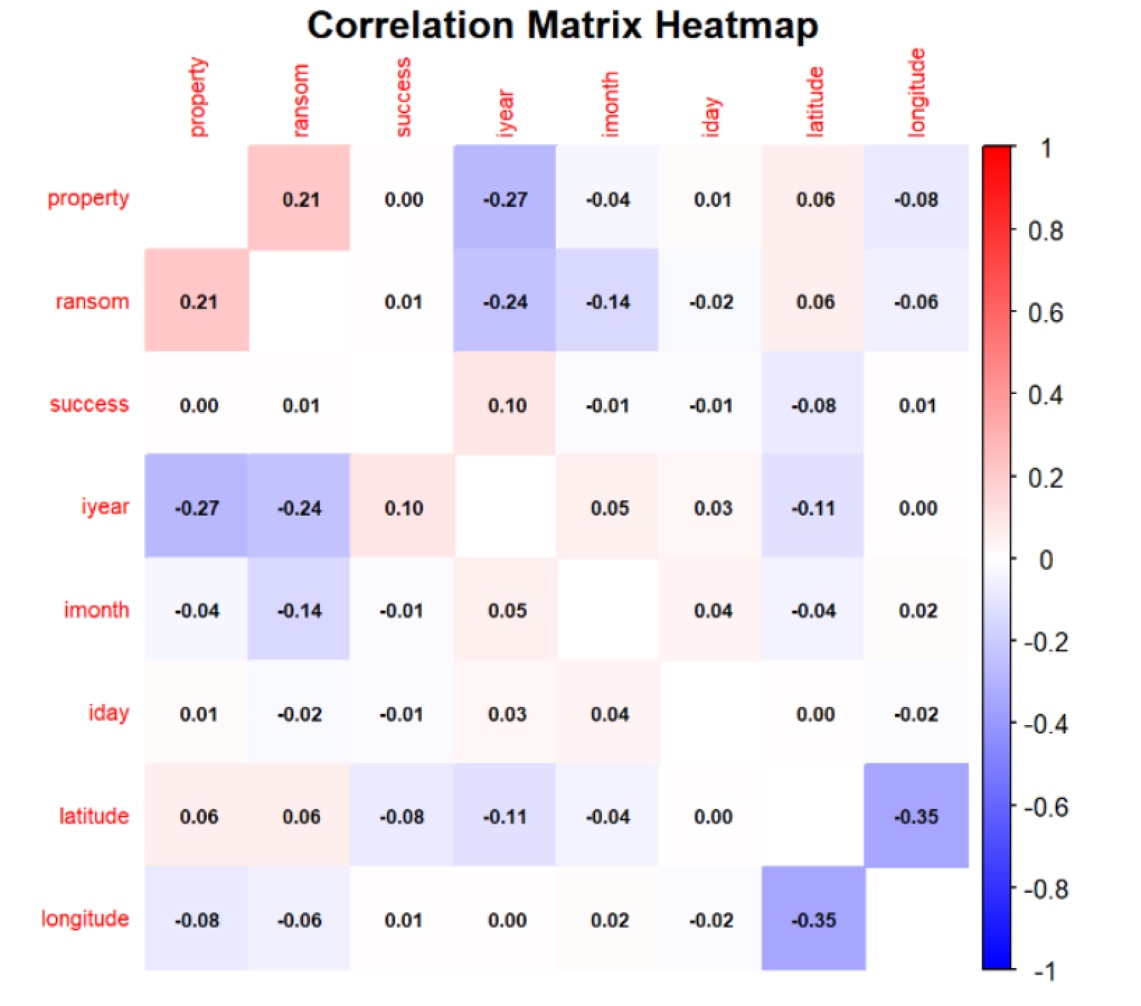 Correlation Matrix Heatmap
property ransom success iyear imonth iday latitude longitude
property 0.21 0.00 -0.27 -0.04 0.01 0.06 -0.08
ransom 0.21 0.01 -0.24 -0.14 -0.02 0.06 -0.06
success 0.00 0.01 0.10 -0.01 -0.01 -0.08 0.01
iyear -0.27 -0.24 0.10 0.05 0.03 -0.11 0.00
imonth -0.04 -0.14 -0.01 0.05 0.04 -0.04 0.02
iday 0.01 -0.02 -0.01 0.03 0.04 0.00 -0.02
latitude 0.06 0.06 -0.08 -0.11 -0.04 0.00 -0.35
longitude -0.08 -0.06 0.01 0.00 0.02 -0.02 -0.35
1
0.8
0.6
0.4
0.2
0
-0.2
-0.4
-0.6
-0.8
-1